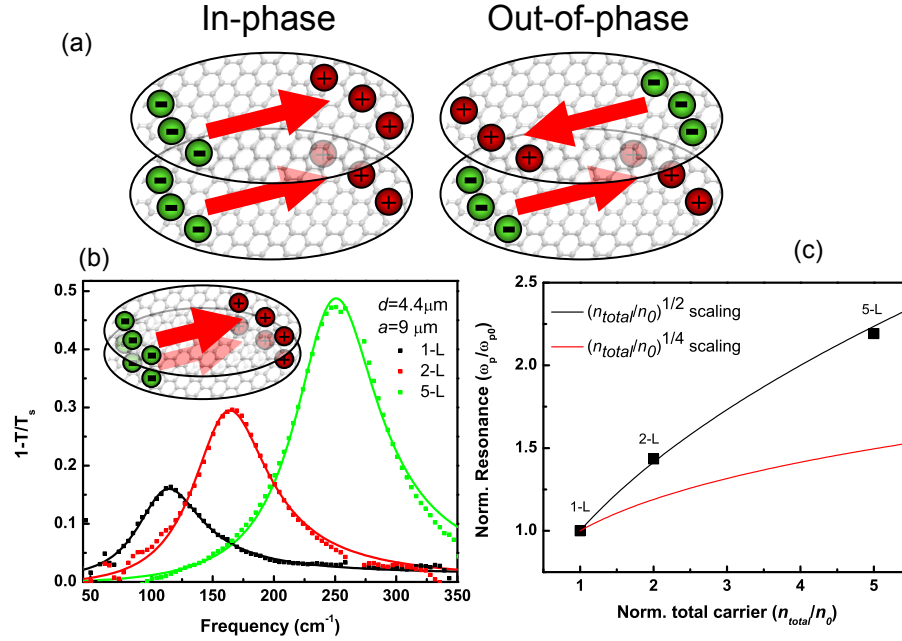 In-phase Out-of-phase
(a)
(b)
0.5
0.4
0.3
0.2
0.1
0.0
1-T/Tₛ
d=4.4μm
a=9 μm
1-L
2-L
5-L
50 100 150 200 250 300 350
Frequency (cm⁻¹)
(c)
2.5
2.0
1.5
1.0
Norm. Resonance (ωₚ/ωₚ₀)
(n_total/n₀)^1/2 scaling
(n_total/n₀)^1/4 scaling
5-L
2-L
1-L
1 2 3 4 5
Norm. total carrier (n_total/n₀)